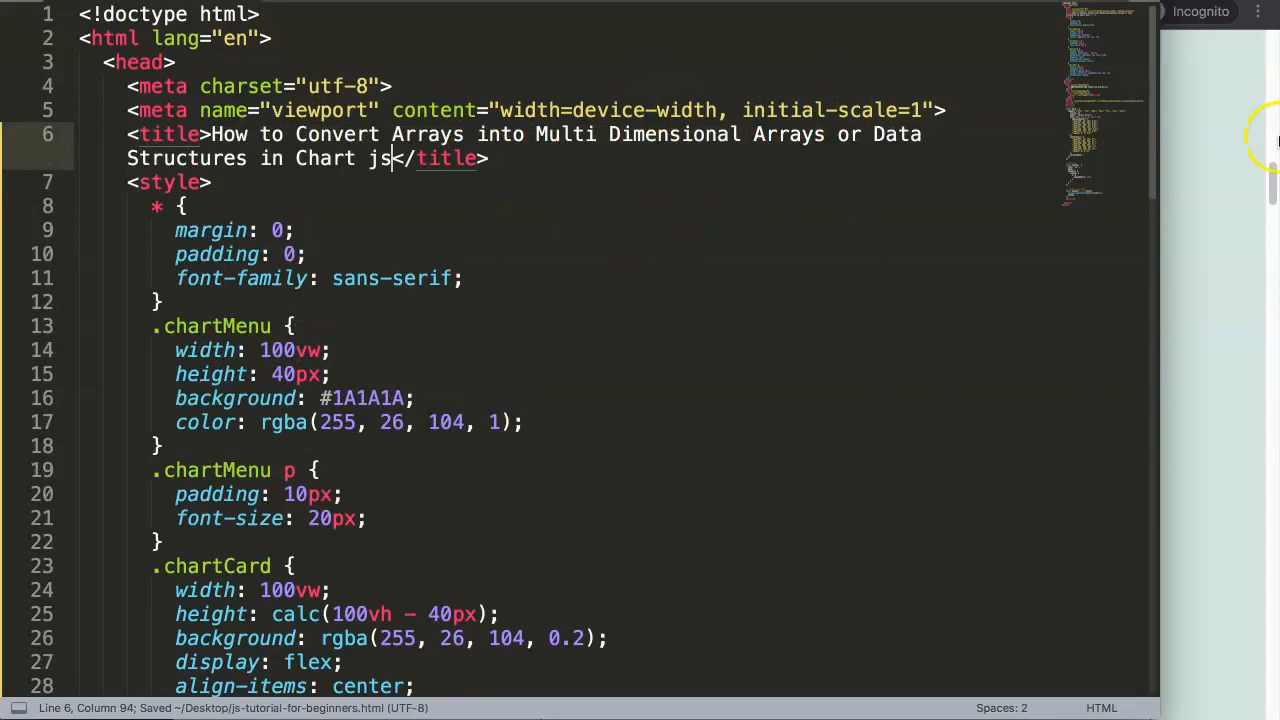 Incognito
1 <!doctype html>
2 <html lang="en">
3 <head>
4 <meta charset="utf-8">
5 <meta name="viewport" content="width=device-width, initial-scale=1">
6 <title>How to Convert Arrays into Multi Dimensional Arrays or Data
Structures in Chart js</title>
7 <style>
8 * {
9 margin: 0;
10 padding: 0;
11 font-family: sans-serif;
12 }
13 .chartMenu {
14 width: 100vw;
15 height: 40px;
16 background: #1A1A1A;
17 color: rgba(255, 26, 104, 1);
18 }
19 .chartMenu p {
20 padding: 10px;
21 font-size: 20px;
22 }
23 .chartCard {
24 width: 100vw;
25 height: calc(100vh - 40px);
26 background: rgba(255, 26, 104, 0.2);
27 display: flex;
28 align-items: center;
Line 6, Column 94; Saved ~/Desktop/js-tutorial-for-beginners.html (UTF-8)
Spaces: 2
HTML